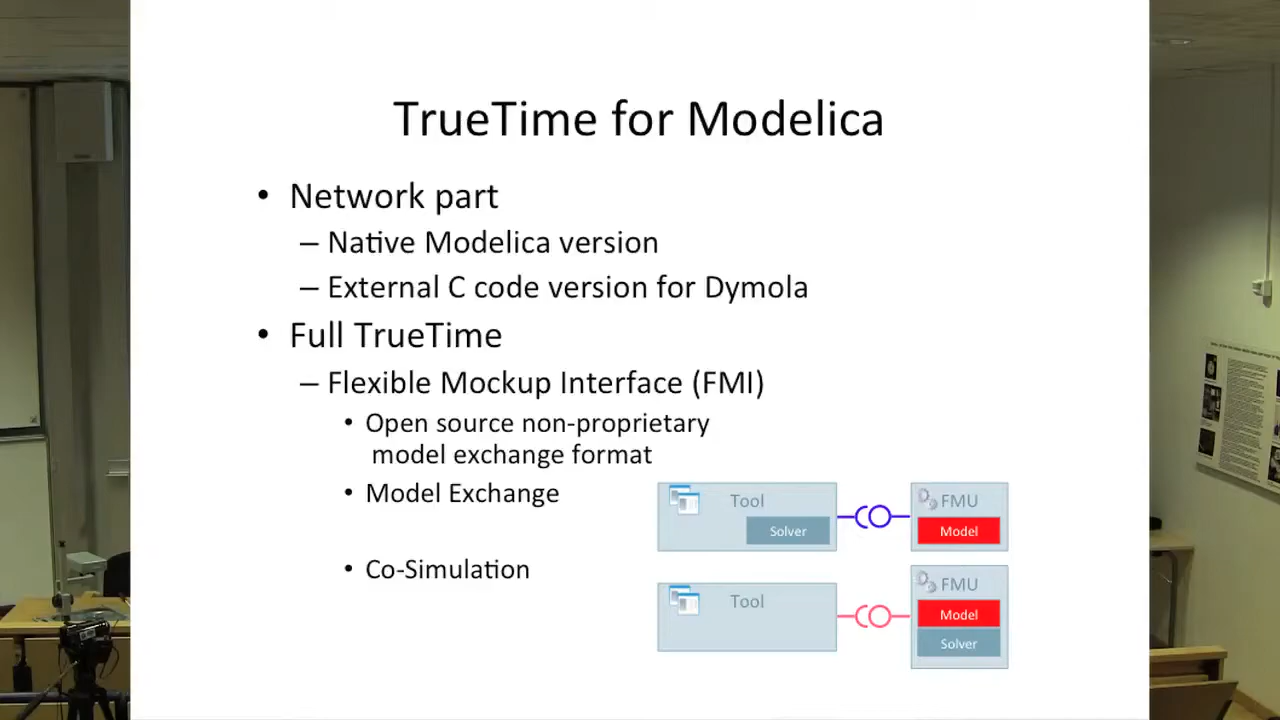 TrueTime for Modelica
• Network part
– Native Modelica version
– External C code version for Dymola
• Full TrueTime
– Flexible Mockup Interface (FMI)
• Open source non-proprietary
model exchange format
• Model Exchange
Tool
Solver
FMU
Model
• Co-Simulation
Tool
FMU
Model
Solver